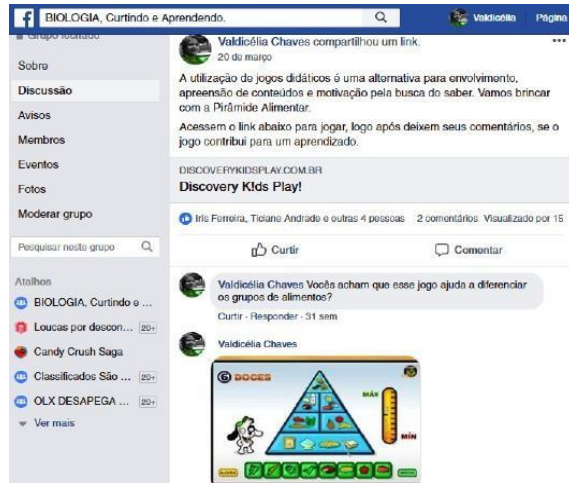 BIOLOGIA, Curtindo e Aprendendo.
Valdicélia
Página
Grupo fechado
Sobre
Discussão
Avisos
Membros
Eventos
Fotos
Moderar grupo
Pesquisar neste grupo
Atalhos
BIOLOGIA, Curtindo e ...
Loucas por descon... 20+
Candy Crush Saga
Classificados São ... 20+
OLX DESAPEGA ... 20+
Ver mais
Valdicélia Chaves compartilhou um link.
20 de março
A utilização de jogos didáticos é uma alternativa para envolvimento,
apreensão de conteúdos e motivação pela busca do saber. Vamos brincar
com a Pirâmide Alimentar.
Acessem o link abaixo para jogar, logo após deixem seus comentários, se o
jogo contribui para um aprendizado.
DISCOVERYKIDSPLAY.COM.BR
Discovery K!ds Play!
Iris Ferreira, Ticiane Andrade e outras 4 pessoas 2 comentários Visualizado por 15
Curtir
Comentar
Valdicélia Chaves Vocês acham que esse jogo ajuda a diferenciar
os grupos de alimentos?
Curtir · Responder · 31 sem
Valdicélia Chaves
6 DOCES
MÁX
MÍN